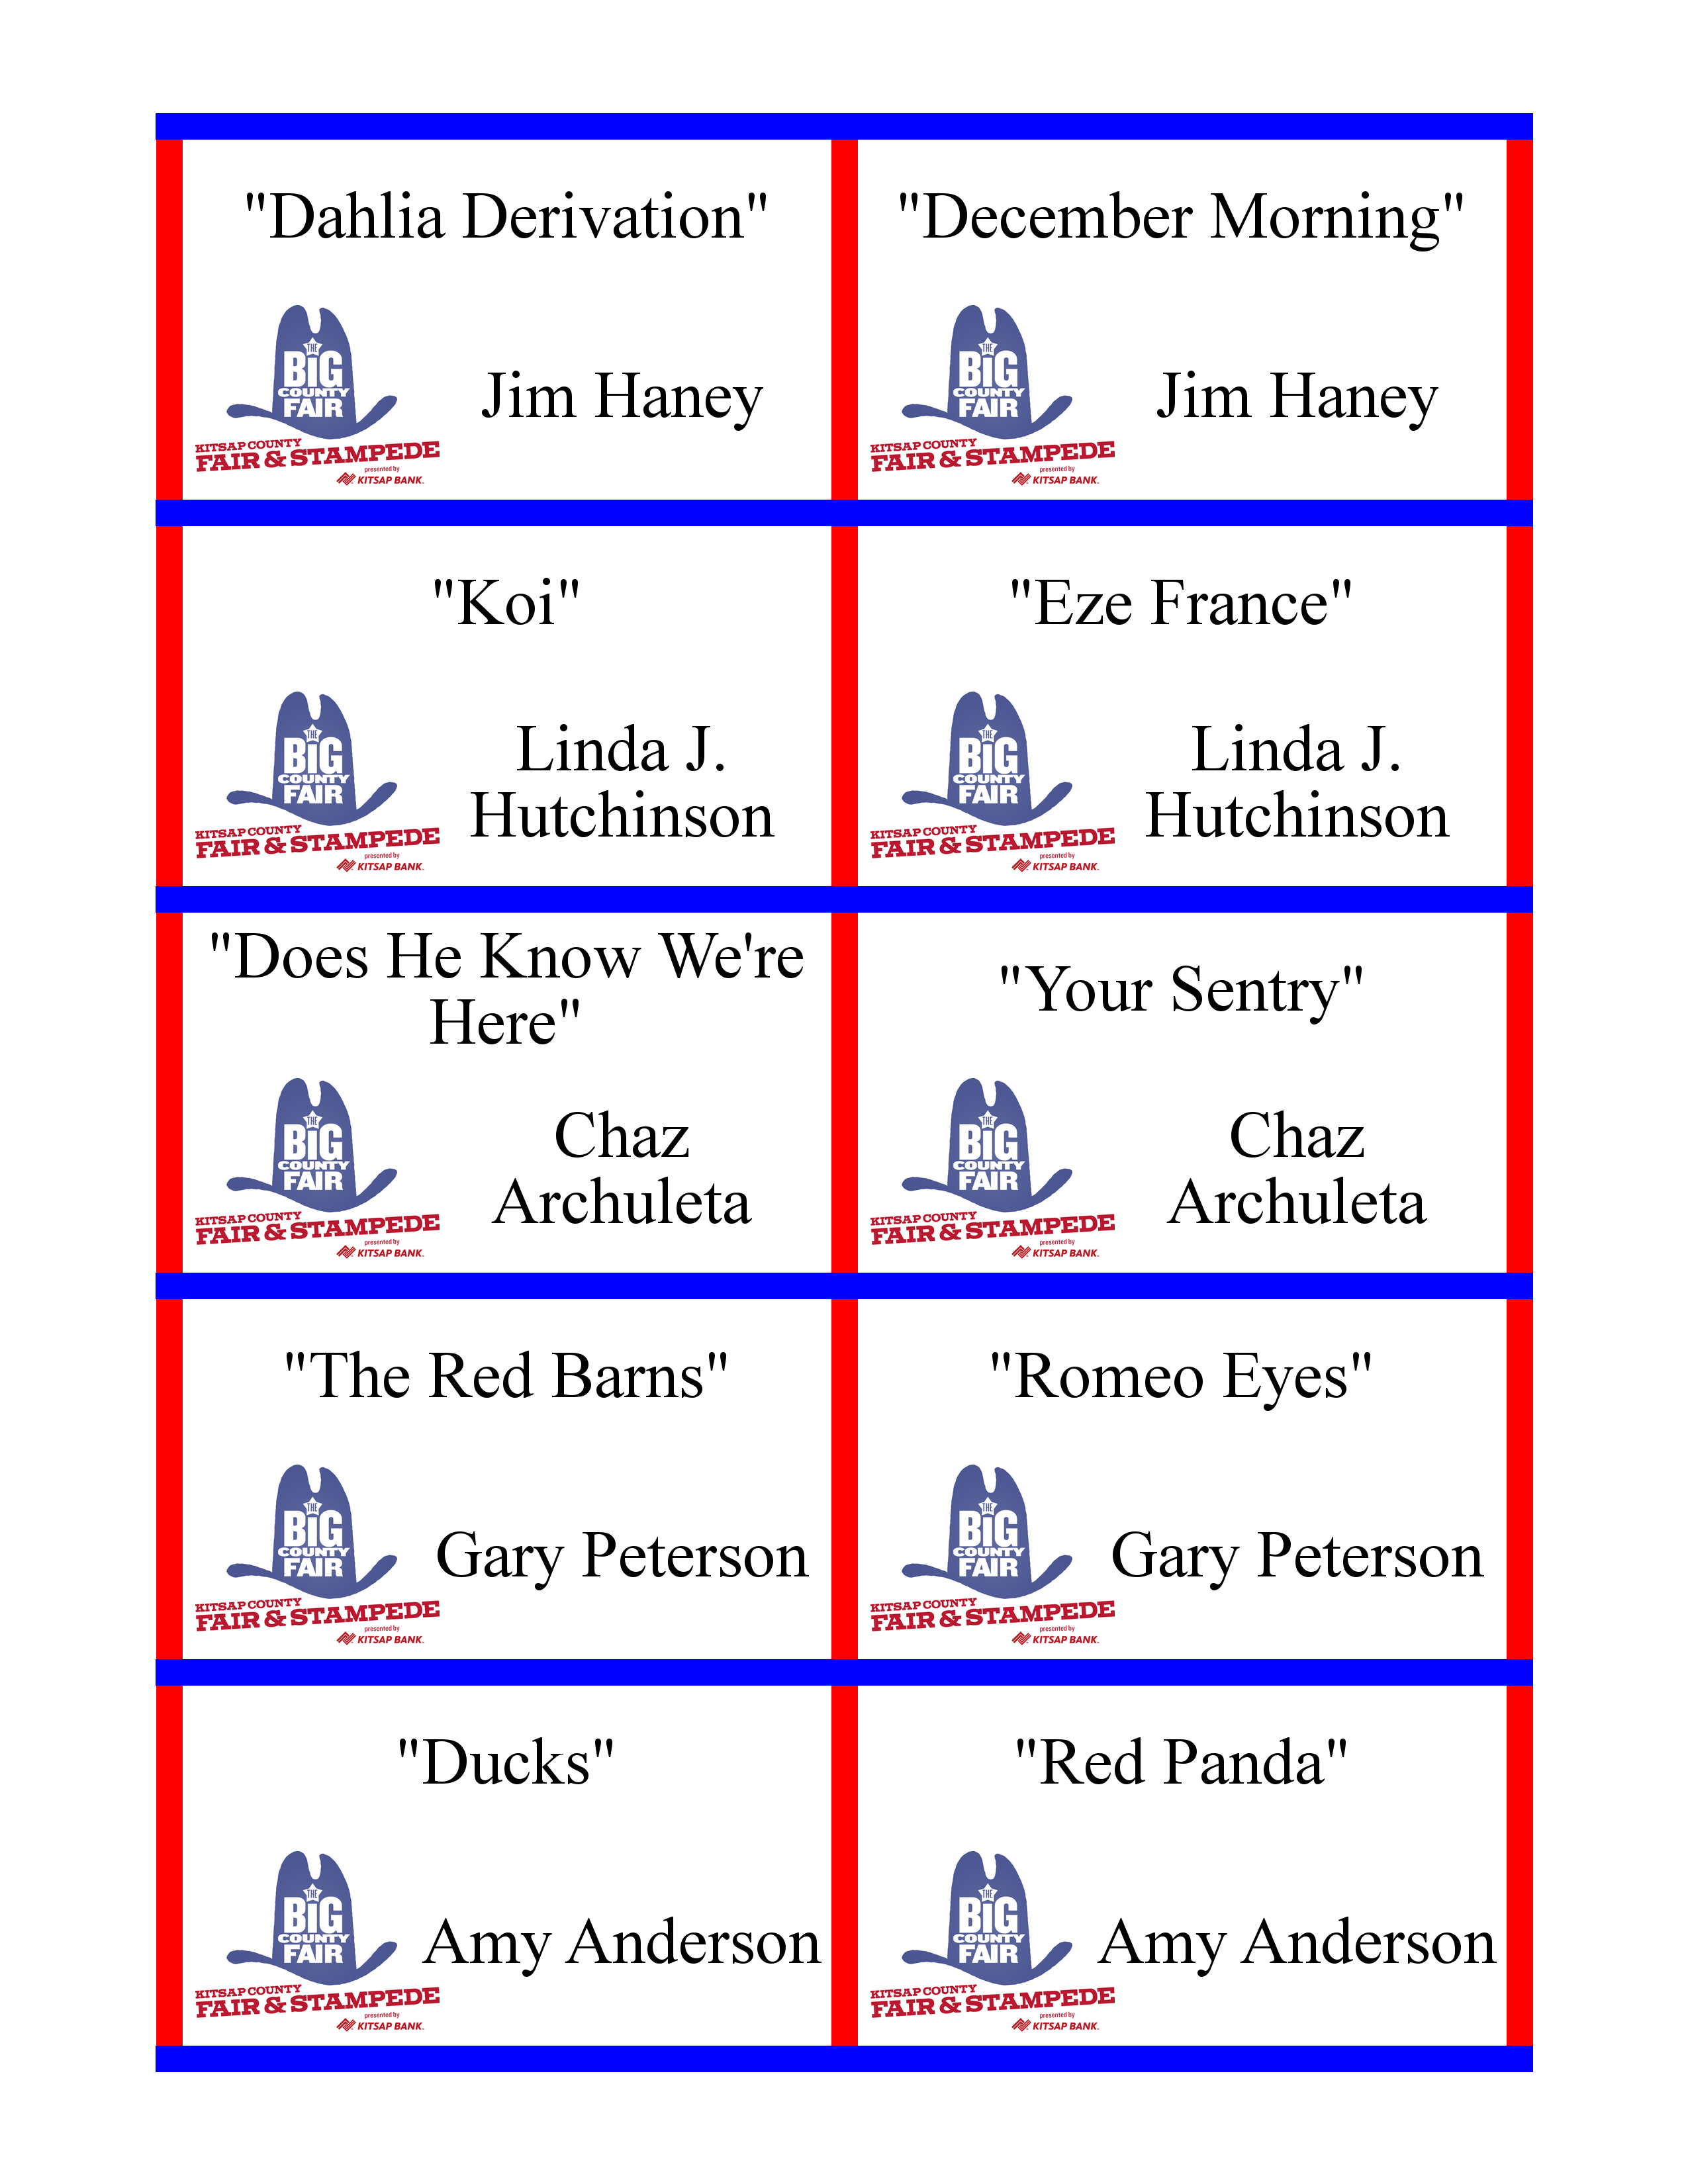 "Dahlia Derivation"
THE
BiG
COUNTY
FAIR
Jim Haney
KITSAP COUNTY
FAIR & STAMPEDE
presented by
KITSAP BANK.
"December Morning"
THE
BiG
COUNTY
FAIR
Jim Haney
KITSAP COUNTY
FAIR & STAMPEDE
presented by
KITSAP BANK.
"Koi"
THE
BiG
COUNTY
FAIR
Linda J.
Hutchinson
KITSAP COUNTY
FAIR & STAMPEDE
presented by
KITSAP BANK.
"Eze France"
THE
BiG
COUNTY
FAIR
Linda J.
Hutchinson
KITSAP COUNTY
FAIR & STAMPEDE
presented by
KITSAP BANK.
"Does He Know We're
Here"
THE
BiG
COUNTY
FAIR
Chaz
Archuleta
KITSAP COUNTY
FAIR & STAMPEDE
presented by
KITSAP BANK.
"Your Sentry"
THE
BiG
COUNTY
FAIR
Chaz
Archuleta
KITSAP COUNTY
FAIR & STAMPEDE
presented by
KITSAP BANK.
"The Red Barns"
THE
BiG
COUNTY
FAIR
Gary Peterson
KITSAP COUNTY
FAIR & STAMPEDE
presented by
KITSAP BANK.
"Romeo Eyes"
THE
BiG
COUNTY
FAIR
Gary Peterson
KITSAP COUNTY
FAIR & STAMPEDE
presented by
KITSAP BANK.
"Ducks"
THE
BiG
COUNTY
FAIR
Amy Anderson
KITSAP COUNTY
FAIR & STAMPEDE
presented by
KITSAP BANK.
"Red Panda"
THE
BiG
COUNTY
FAIR
Amy Anderson
KITSAP COUNTY
FAIR & STAMPEDE
presented by
KITSAP BANK.